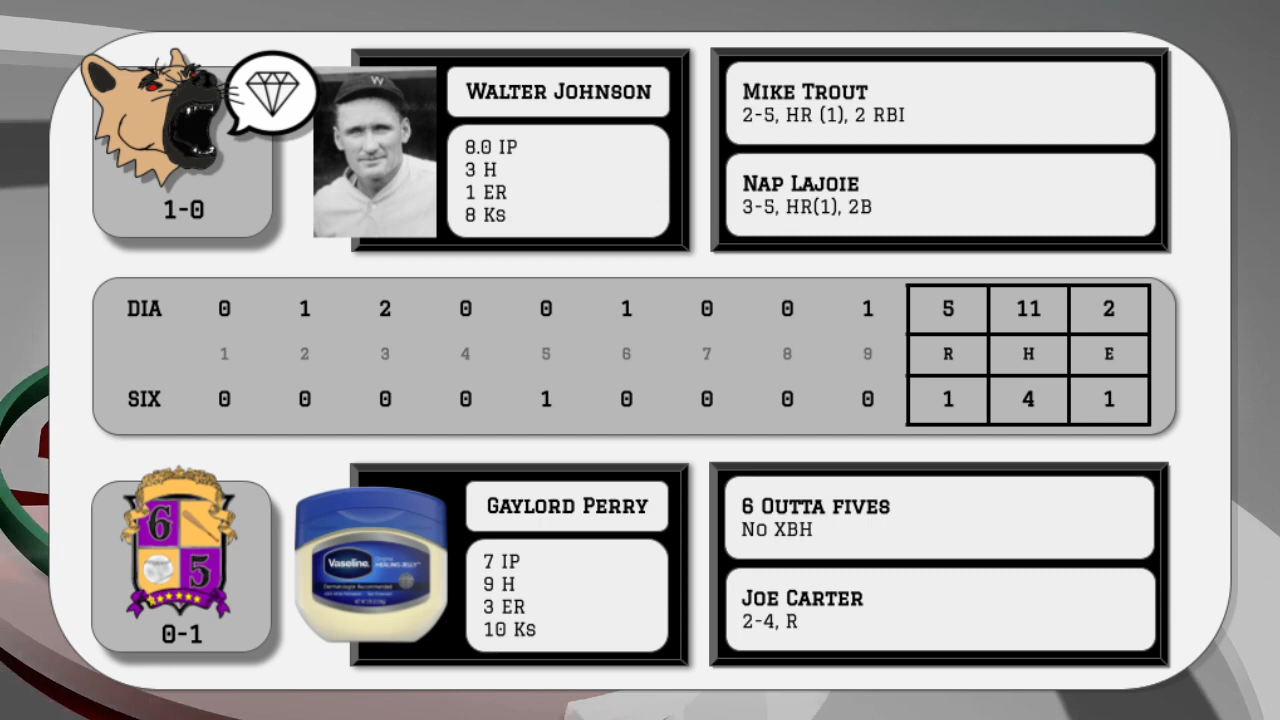 W
WALTER JOHNSON
8.0 IP
3 H
1 ER
8 Ks
MIKE TROUT
2-5, HR (1), 2 RBI
NAP LAJOIE
3-5, HR(1), 2B
1-0
DIA 0 1 2 0 0 1 0 0 1 5 11 2
1 2 3 4 5 6 7 8 9 R H E
SIX 0 0 0 0 1 0 0 0 0 1 4 1
6
5
0-1
Vaseline
HEALING JELLY
GAYLORD PERRY
7 IP
9 H
3 ER
10 Ks
6 OUTTA FIVES
No XBH
JOE CARTER
2-4, R